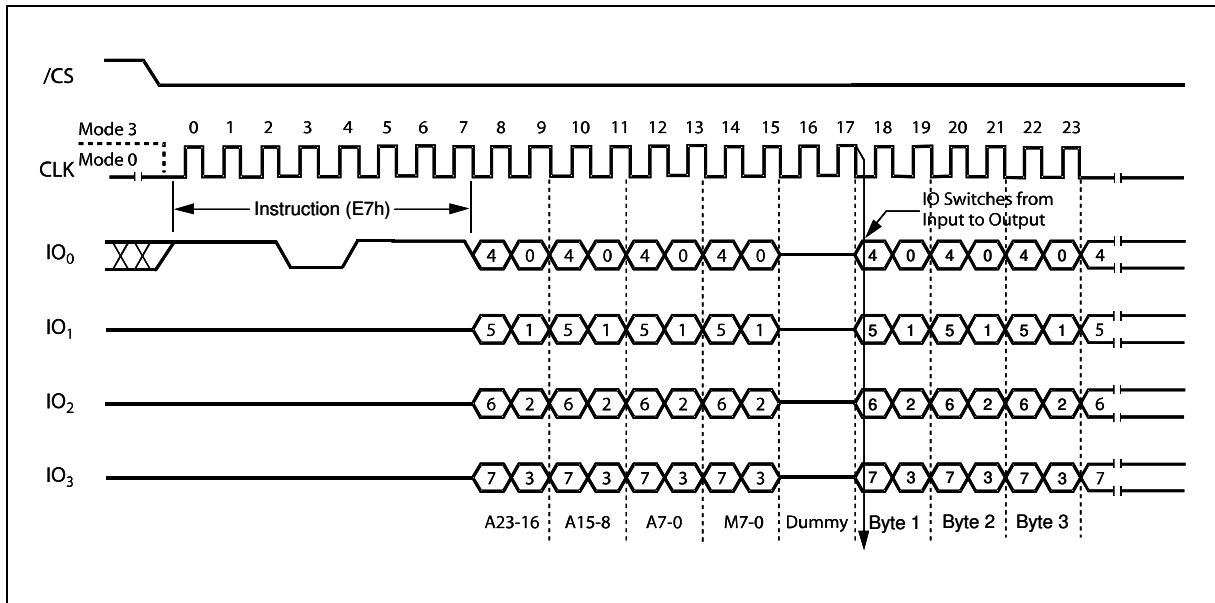 /CS
Mode 3
0 1 2 3 4 5 6 7 8 9 10 11 12 13 14 15 16 17 18 19 20 21 22 23
CLK
Mode 0
Instruction (E7h)
IO Switches from
Input to Output
IO0
4 0 4 0 4 0 4 0 4 0 4 0 4 0 4
IO1
5 1 5 1 5 1 5 1 5 1 5 1 5 1 5
IO2
6 2 6 2 6 2 6 2 6 2 6 2 6 2 6
IO3
7 3 7 3 7 3 7 3 7 3 7 3 7 3 7
A23-16 A15-8 A7-0 M7-0 Dummy Byte 1 Byte 2 Byte 3